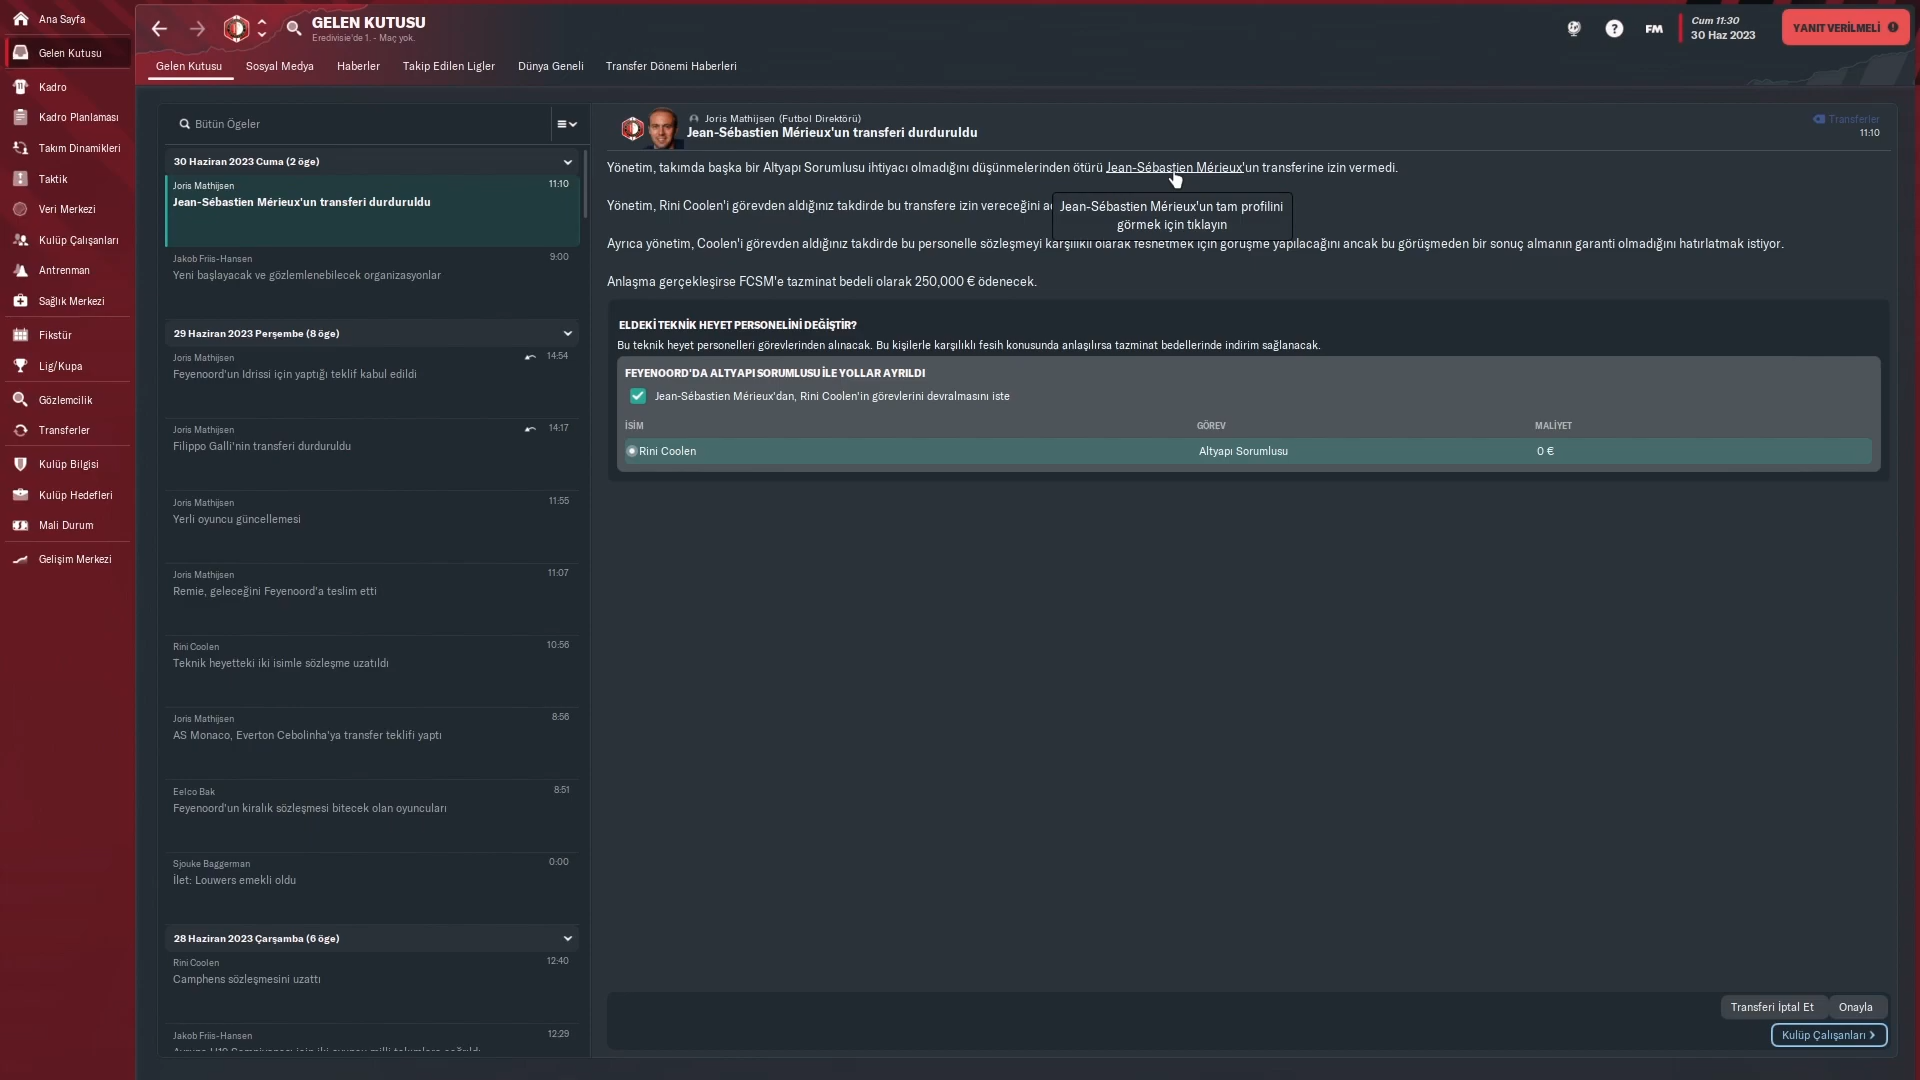 Ana Sayfa
Gelen Kutusu
Kadro
Kadro Planlaması
Takım Dinamikleri
Taktik
Veri Merkezi
Kulüp Çalışanları
Antrenman
Sağlık Merkezi
Fikstür
Lig/Kupa
Gözlemcilik
Transferler
Kulüp Bilgisi
Kulüp Hedefleri
Mali Durum
Gelişim Merkezi
GELEN KUTUSU
Eredivisie'de 1. - Maç yok.
FM
Cum 11:30
30 Haz 2023
YANIT VERİLMELİ
Gelen Kutusu
Sosyal Medya
Haberler
Takip Edilen Ligler
Dünya Geneli
Transfer Dönemi Haberleri
Bütün Ögeler
30 Haziran 2023 Cuma (2 öge)
Joris Mathijsen 11:10
Jean-Sébastien Mérieux'un transferi durduruldu
Jakob Friis-Hansen 9:00
Yeni başlayacak ve gözlemlenebilecek organizasyonlar
29 Haziran 2023 Perşembe (8 öge)
Joris Mathijsen 14:54
Feyenoord'un Idrissi için yaptığı teklif kabul edildi
Joris Mathijsen 14:17
Filippo Galli'nin transferi durduruldu
Joris Mathijsen 11:55
Yerli oyuncu güncellemesi
Joris Mathijsen 11:07
Remie, geleceğini Feyenoord'a teslim etti
Rini Coolen 10:56
Teknik heyetteki iki isimle sözleşme uzatıldı
Joris Mathijsen 8:56
AS Monaco, Everton Cebolinha'ya transfer teklifi yaptı
Eelco Bak 8:51
Feyenoord'un kiralık sözleşmesi bitecek olan oyuncuları
Sjouke Baggerman 0:00
İlet: Louwers emekli oldu
28 Haziran 2023 Çarşamba (6 öge)
Rini Coolen 12:40
Camphens sözleşmesini uzattı
Jakob Friis-Hansen 12:29
Joris Mathijsen (Futbol Direktörü)
Jean-Sébastien Mérieux'un transferi durduruldu
Transferler
11:10
Yönetim, takımda başka bir Altyapı Sorumlusu ihtiyacı olmadığını düşünmelerinden ötürü Jean-Sébastien Mérieux'un transferine izin vermedi.
Yönetim, Rini Coolen'i görevden aldığınız takdirde bu transfere izin vereceğini
Jean-Sébastien Mérieux'un tam profilini
görmek için tıklayın
Ayrıca yönetim, Coolen'i görevden aldığınız takdirde bu personelle sözleşmeyi karşılıklı olarak feshetmek için görüşme yapılacağını ancak bu görüşmeden bir sonuç almanın garanti olmadığını hatırlatmak istiyor.
Anlaşma gerçekleşirse FCSM'e tazminat bedeli olarak 250,000 € ödenecek.
ELDEKİ TEKNİK HEYET PERSONELİNİ DEĞİŞTİR?
Bu teknik heyet personelleri görevlerinden alınacak. Bu kişilerle karşılıklı fesih konusunda anlaşılırsa tazminat bedellerinde indirim sağlanacak.
FEYENOORD'DA ALTYAPI SORUMLUSU İLE YOLLAR AYRILDI
Jean-Sébastien Mérieux'dan, Rini Coolen'in görevlerini devralmasını iste
İSİM GÖREV MALİYET
Rini Coolen Altyapı Sorumlusu 0 €
Transferi İptal Et
Onayla
Kulüp Çalışanları